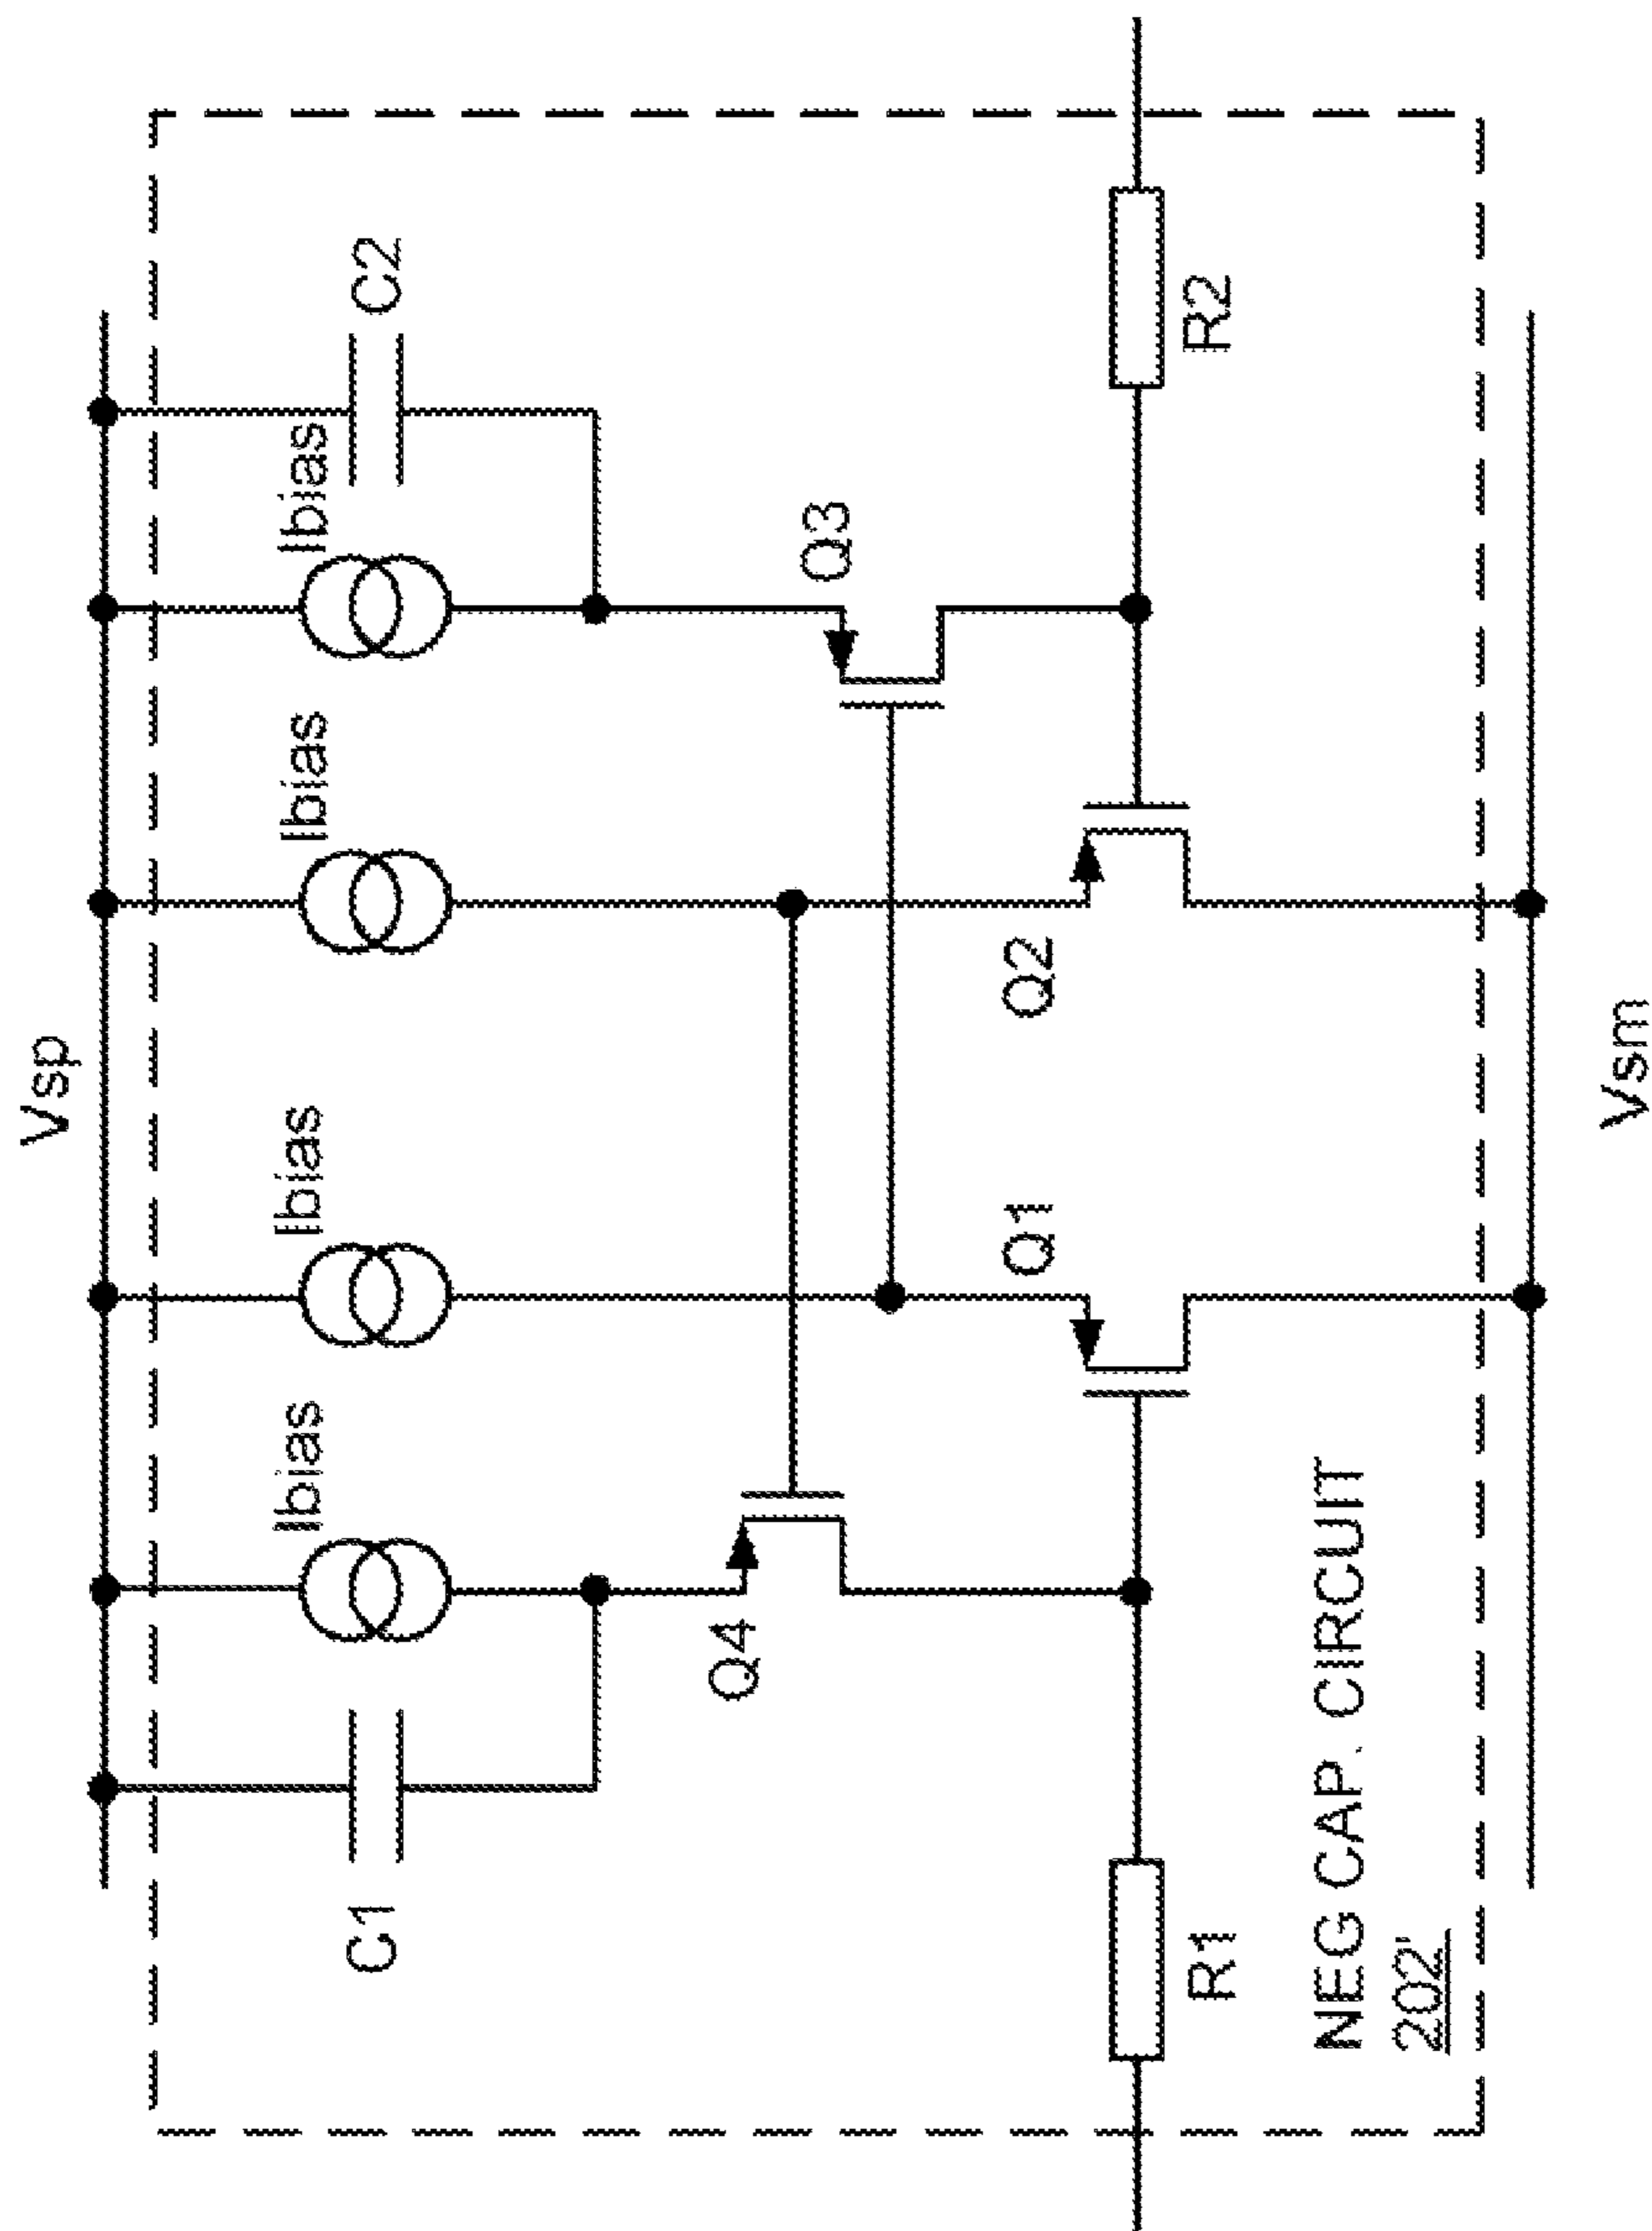 Vsp
C1
Ibias
Ibias
Ibias
Ibias
C2
Q4
Q3
Q1
Q2
R1
R2
NEG CAP. CIRCUIT
202'
Vsm